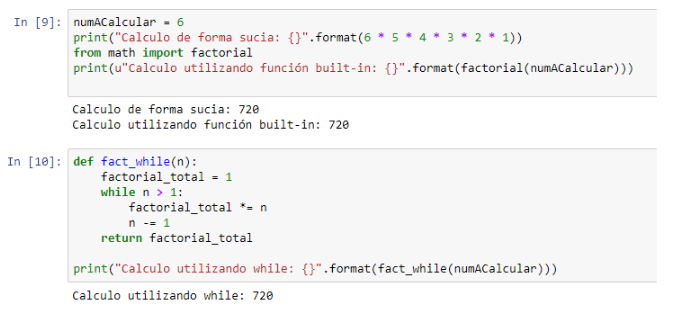 In [9]: numACalcular = 6
print("Calculo de forma sucia: {}".format(6 * 5 * 4 * 3 * 2 * 1))
from math import factorial
print(u"Calculo utilizando función built-in: {}".format(factorial(numACalcular)))
Calculo de forma sucia: 720
Calculo utilizando función built-in: 720
In [10]: def fact_while(n):
factorial_total = 1
while n > 1:
factorial_total *= n
n -= 1
return factorial_total
print("Calculo utilizando while: {}".format(fact_while(numACalcular)))
Calculo utilizando while: 720